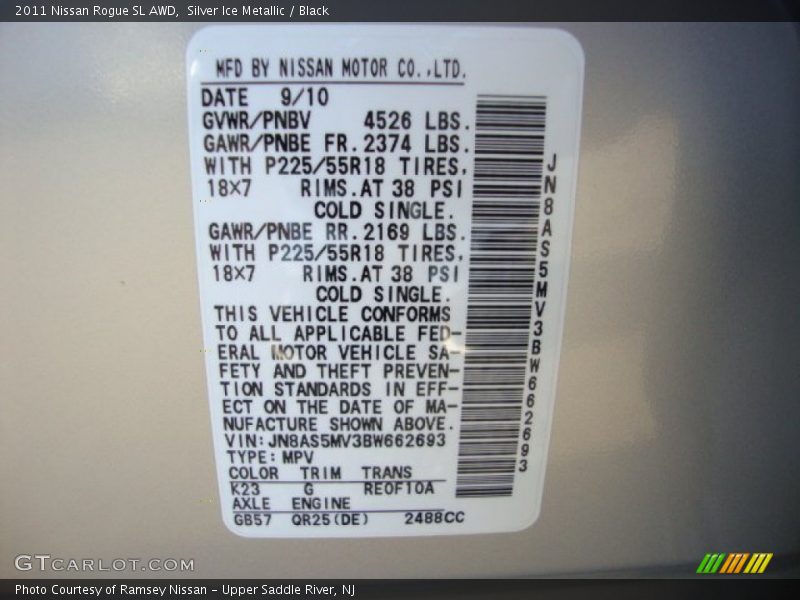 2011 Nissan Rogue SL AWD,  Silver Ice Metallic / Black
MFD BY NISSAN MOTOR CO.,LTD.
DATE 9/10
GVWR/PNBV 4526 LBS.
GAWR/PNBE FR. 2374 LBS.
WITH P225/55R18 TIRES,
18×7 RIMS. AT 38 PSI
COLD SINGLE.
GAWR/PNBE RR. 2169 LBS.
WITH P225/55R18 TIRES,
18×7 RIMS. AT 38 PSI
COLD SINGLE.
THIS VEHICLE CONFORMS
TO ALL APPLICABLE FED-
ERAL MOTOR VEHICLE SA-
FETY AND THEFT PREVEN-
TION STANDARDS IN EFF-
ECT ON THE DATE OF MA-
NUFACTURE SHOWN ABOVE.
VIN: JN8AS5MV3BW662693
TYPE: MPV
COLOR TRIM TRANS
K23 G RE0F10A
AXLE ENGINE
GB57 QR25(DE) 2488CC
JN8AS5MV3BW662693
GTCARLOT.COM
Photo Courtesy of Ramsey Nissan – Upper Saddle River, NJ